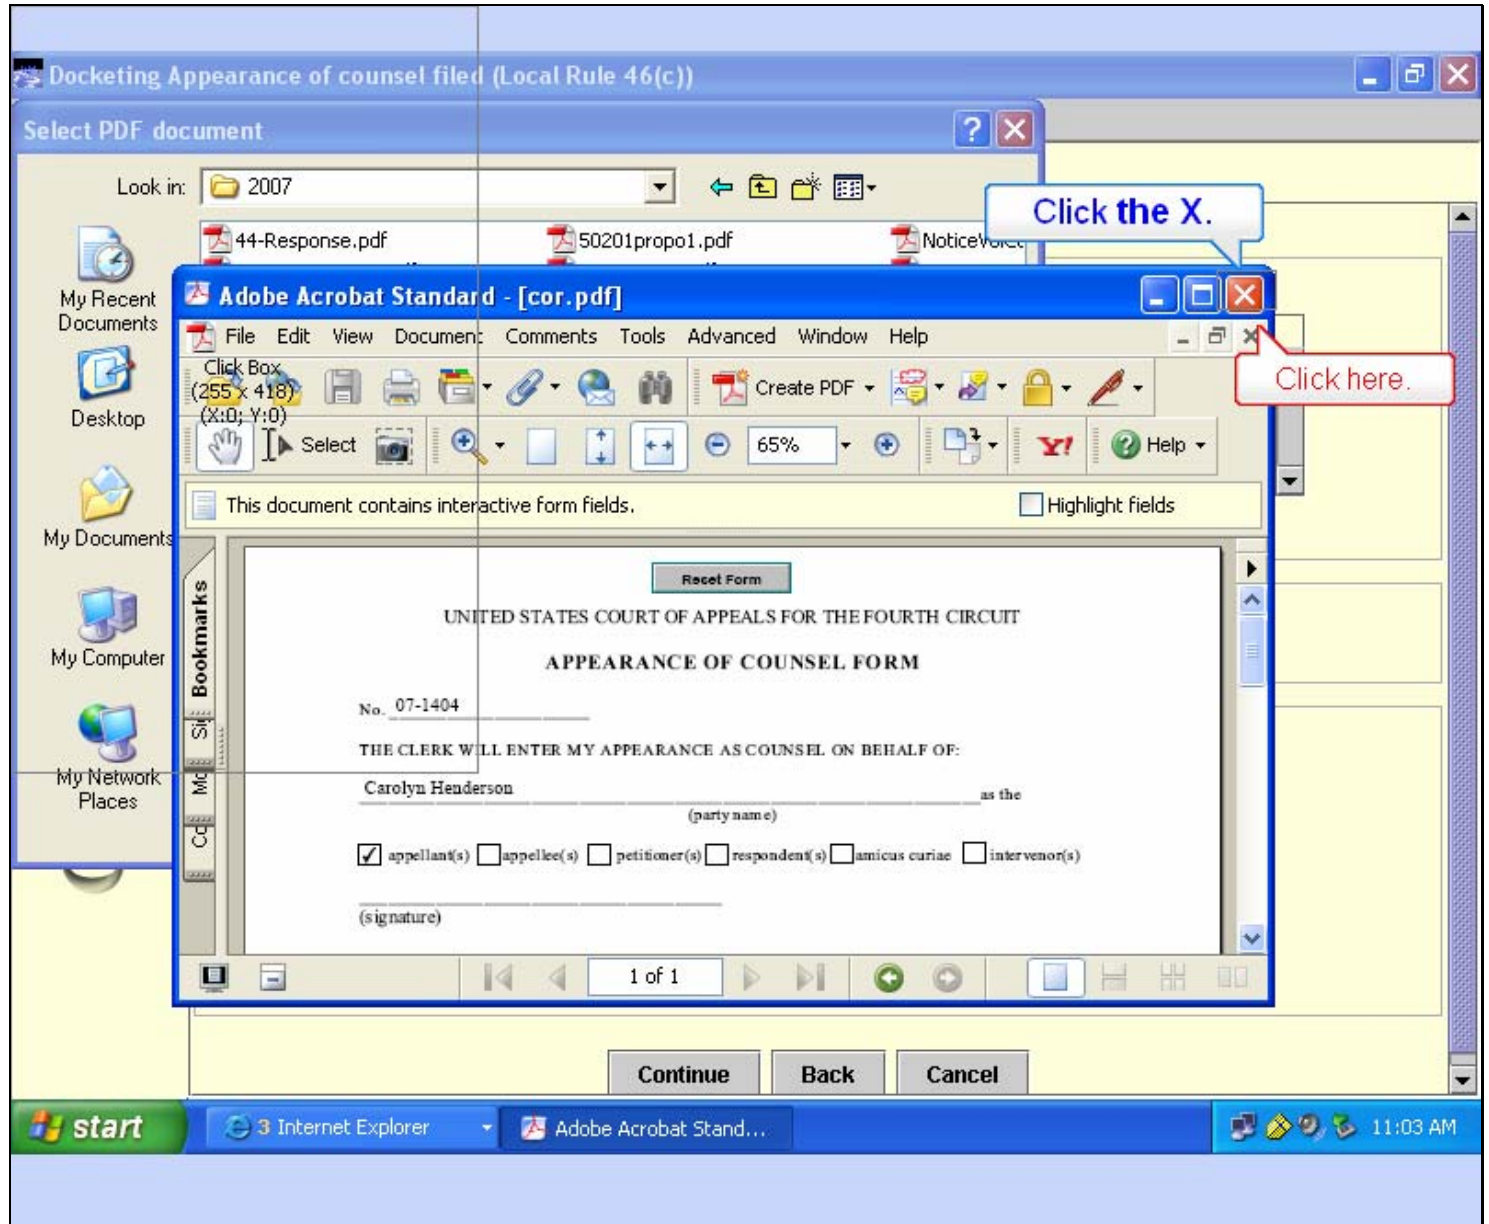 Docketing Appearance of counsel filed (Local Rule 46(c))
Select PDF document
Look in:
2007
Click the X.
44-Response.pdf
50201propo1.pdf
My Recent
Documents
Adobe Acrobat Standard - [cor.pdf]
File Edit View Document Comments Tools Advanced Window Help
Click Box
(255 x 418)
(X:0; Y:0)
Create PDF
Click here.
Desktop
Select
65%
Y!
Help
This document contains interactive form fields.
Highlight fields
My Documents
Bookmarks
Reset Form
UNITED STATES COURT OF APPEALS FOR THE FOURTH CIRCUIT
My Computer
APPEARANCE OF COUNSEL FORM
No. 07-1404
THE CLERK WILL ENTER MY APPEARANCE AS COUNSEL ON BEHALF OF:
My Network
Places
Carolyn Henderson as the
(party name)
appellant(s) appellee(s) petitioner(s) respondent(s) amicus curiae intervenor(s)
(signature)
1 of 1
Continue Back Cancel
start
3 Internet Explorer
Adobe Acrobat Stand...
11:03 AM